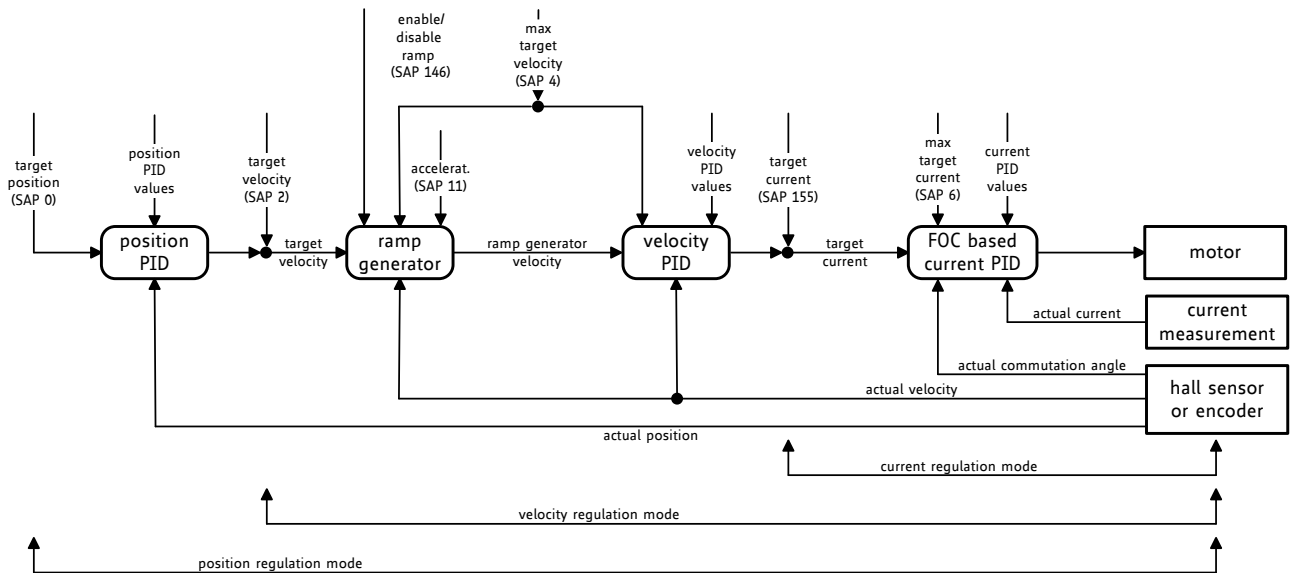 enable/
disable
ramp
(SAP 146)
max
target
velocity
(SAP 4)
target
position
(SAP 0)
position
PID
values
target
velocity
(SAP 2)
accelerat.
(SAP 11)
velocity
PID
values
target
current
(SAP 155)
max
target
current
(SAP 6)
current
PID
values
position
PID
target
velocity
ramp
generator
ramp generator
velocity
velocity
PID
target
current
FOC based
current PID
motor
actual current
current
measurement
actual commutation angle
actual velocity
hall sensor
or encoder
actual position
current regulation mode
velocity regulation mode
position regulation mode